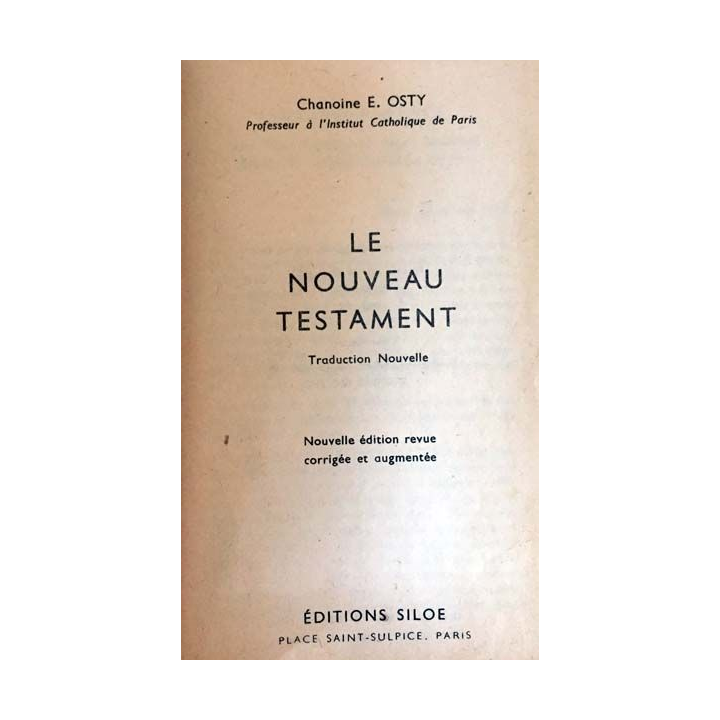 Chanoine E. OSTY
Professeur à l'Institut Catholique de Paris
LE
NOUVEAU
TESTAMENT
Traduction Nouvelle
Nouvelle édition revue
corrigée et augmentée
ÉDITIONS SILOE
PLACE SAINT-SULPICE. PARIS